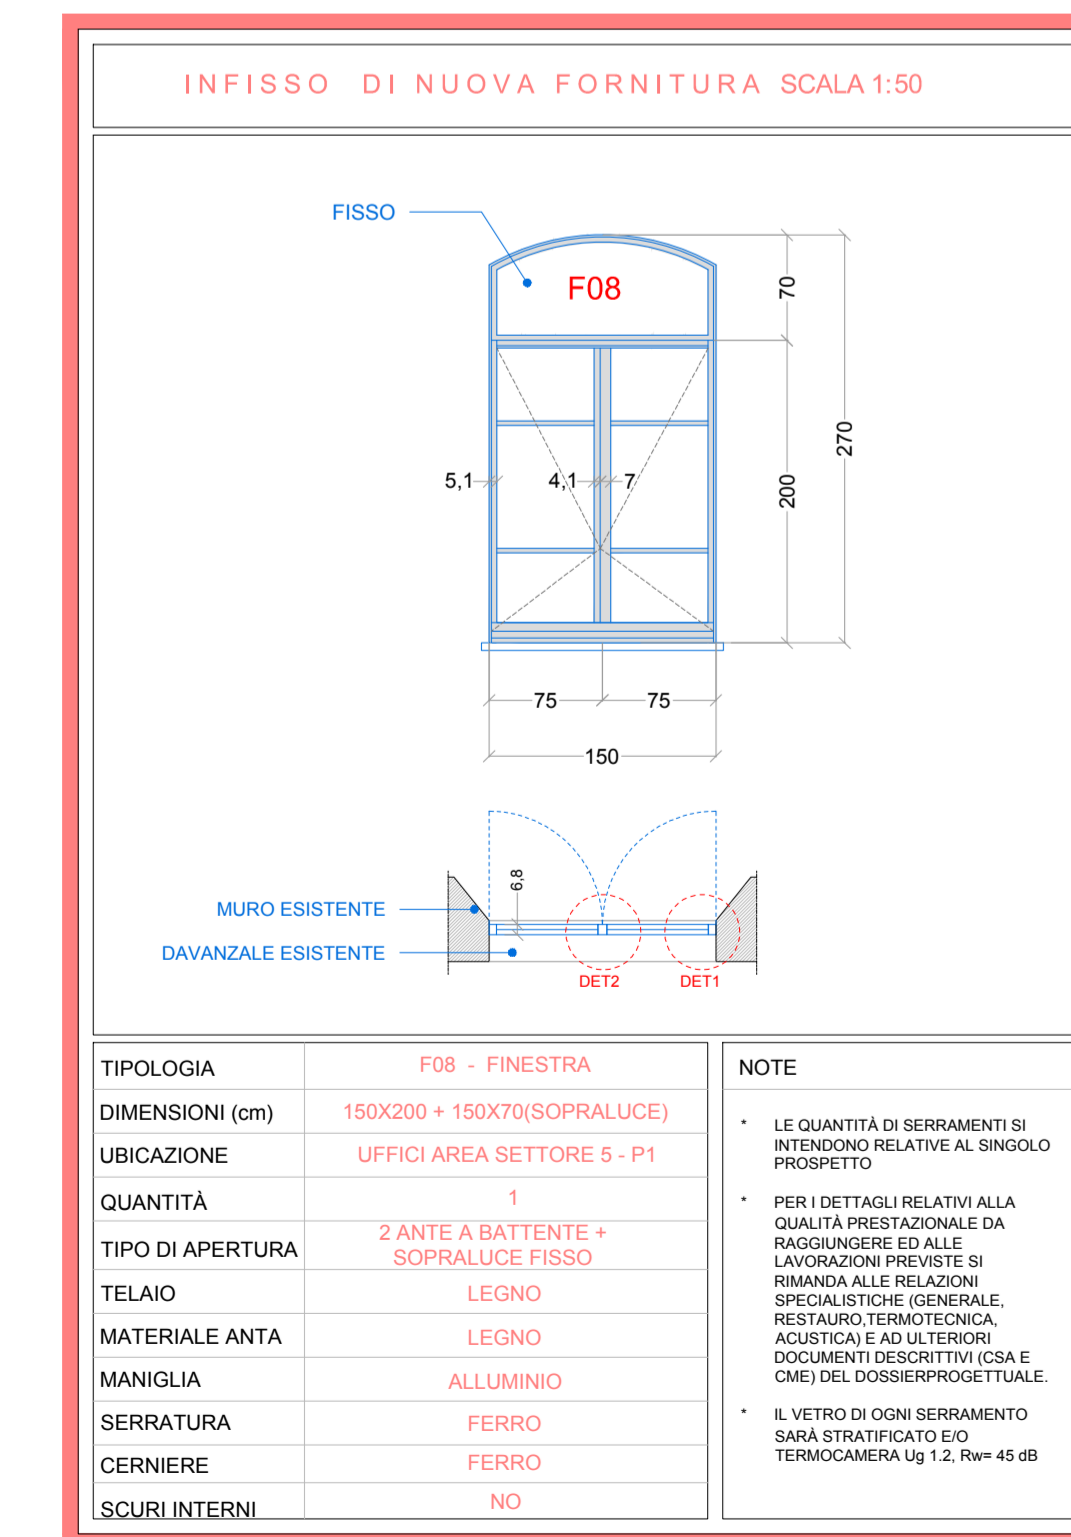 INFISSO DI NUOVA FORNITURA SCALA 1:50
FISSO
F08
70
270
200
5,1
4,1
7
75
75
150
6,8
MURO ESISTENTE
DAVANZALE ESISTENTE
DET2
DET1
TIPOLOGIA
F08 - FINESTRA
DIMENSIONI (cm)
150X200 + 150X70(SOPRALUCE)
UBICAZIONE
UFFICI AREA SETTORE 5 - P1
QUANTITÀ
1
TIPO DI APERTURA
2 ANTE A BATTENTE +
SOPRALUCE FISSO
TELAIO
LEGNO
MATERIALE ANTA
LEGNO
MANIGLIA
ALLUMINIO
SERRATURA
FERRO
CERNIERE
FERRO
SCURI INTERNI
NO
NOTE
* LE QUANTITÀ DI SERRAMENTI SI
INTENDONO RELATIVE AL SINGOLO
PROSPETTO
* PER I DETTAGLI RELATIVI ALLA
QUALITÀ PRESTAZIONALE DA
RAGGIUNGERE ED ALLE
LAVORAZIONI PREVISTE SI
RIMANDA ALLE RELAZIONI
SPECIALISTICHE (GENERALE,
RESTAURO,TERMOTECNICA,
ACUSTICA) E AD ULTERIORI
DOCUMENTI DESCRITTIVI (CSA E
CME) DEL DOSSIERPROGETTUALE.
* IL VETRO DI OGNI SERRAMENTO
SARÀ STRATIFICATO E/O
TERMOCAMERA Ug 1.2, Rw= 45 dB